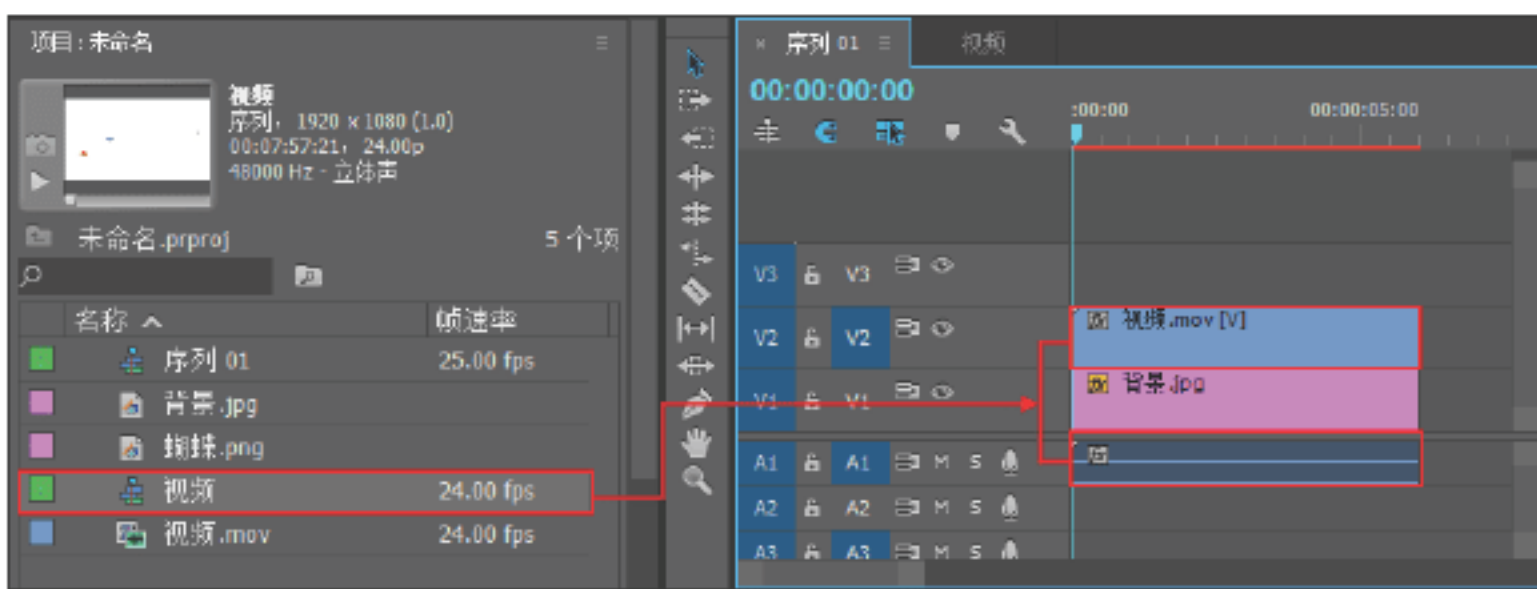 项目:未命名
视频
序列，1920 x 1080 (1.0)
00:07:57:21，24.00p
48000 Hz - 立体声
未命名.prproj 5 个项
名称 帧速率
序列 01 25.00 fps
背景.jpg
蝴蝶.png
视频 24.00 fps
视频.mov 24.00 fps
× 序列 01 视频
00:00:00:00
:00:00 00:00:05:00
V3 V3
V2 V2 fx 视频.mov [V]
V1 V1 fx 背景.jpg
A1 A1 M S fx
A2 A2 M S
A3 A3 M S